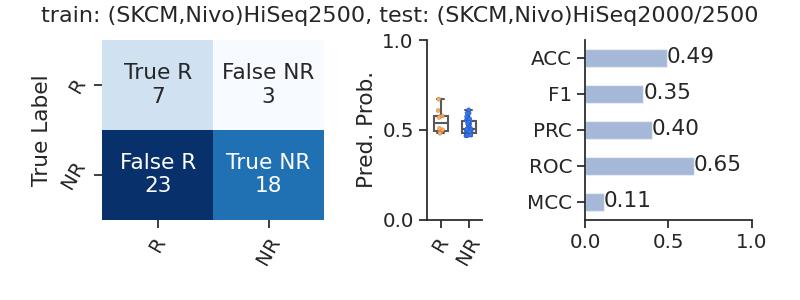 train: (SKCM,Nivo)HiSeq2500, test: (SKCM,Nivo)HiSeq2000/2500
True Label
R
NR
True R
7
False NR
3
False R
23
True NR
18
R
NR
Pred. Prob.
1.0
0.5
0.0
R
NR
ACC
0.49
F1
0.35
PRC
0.40
ROC
0.65
MCC
0.11
0.0
0.5
1.0